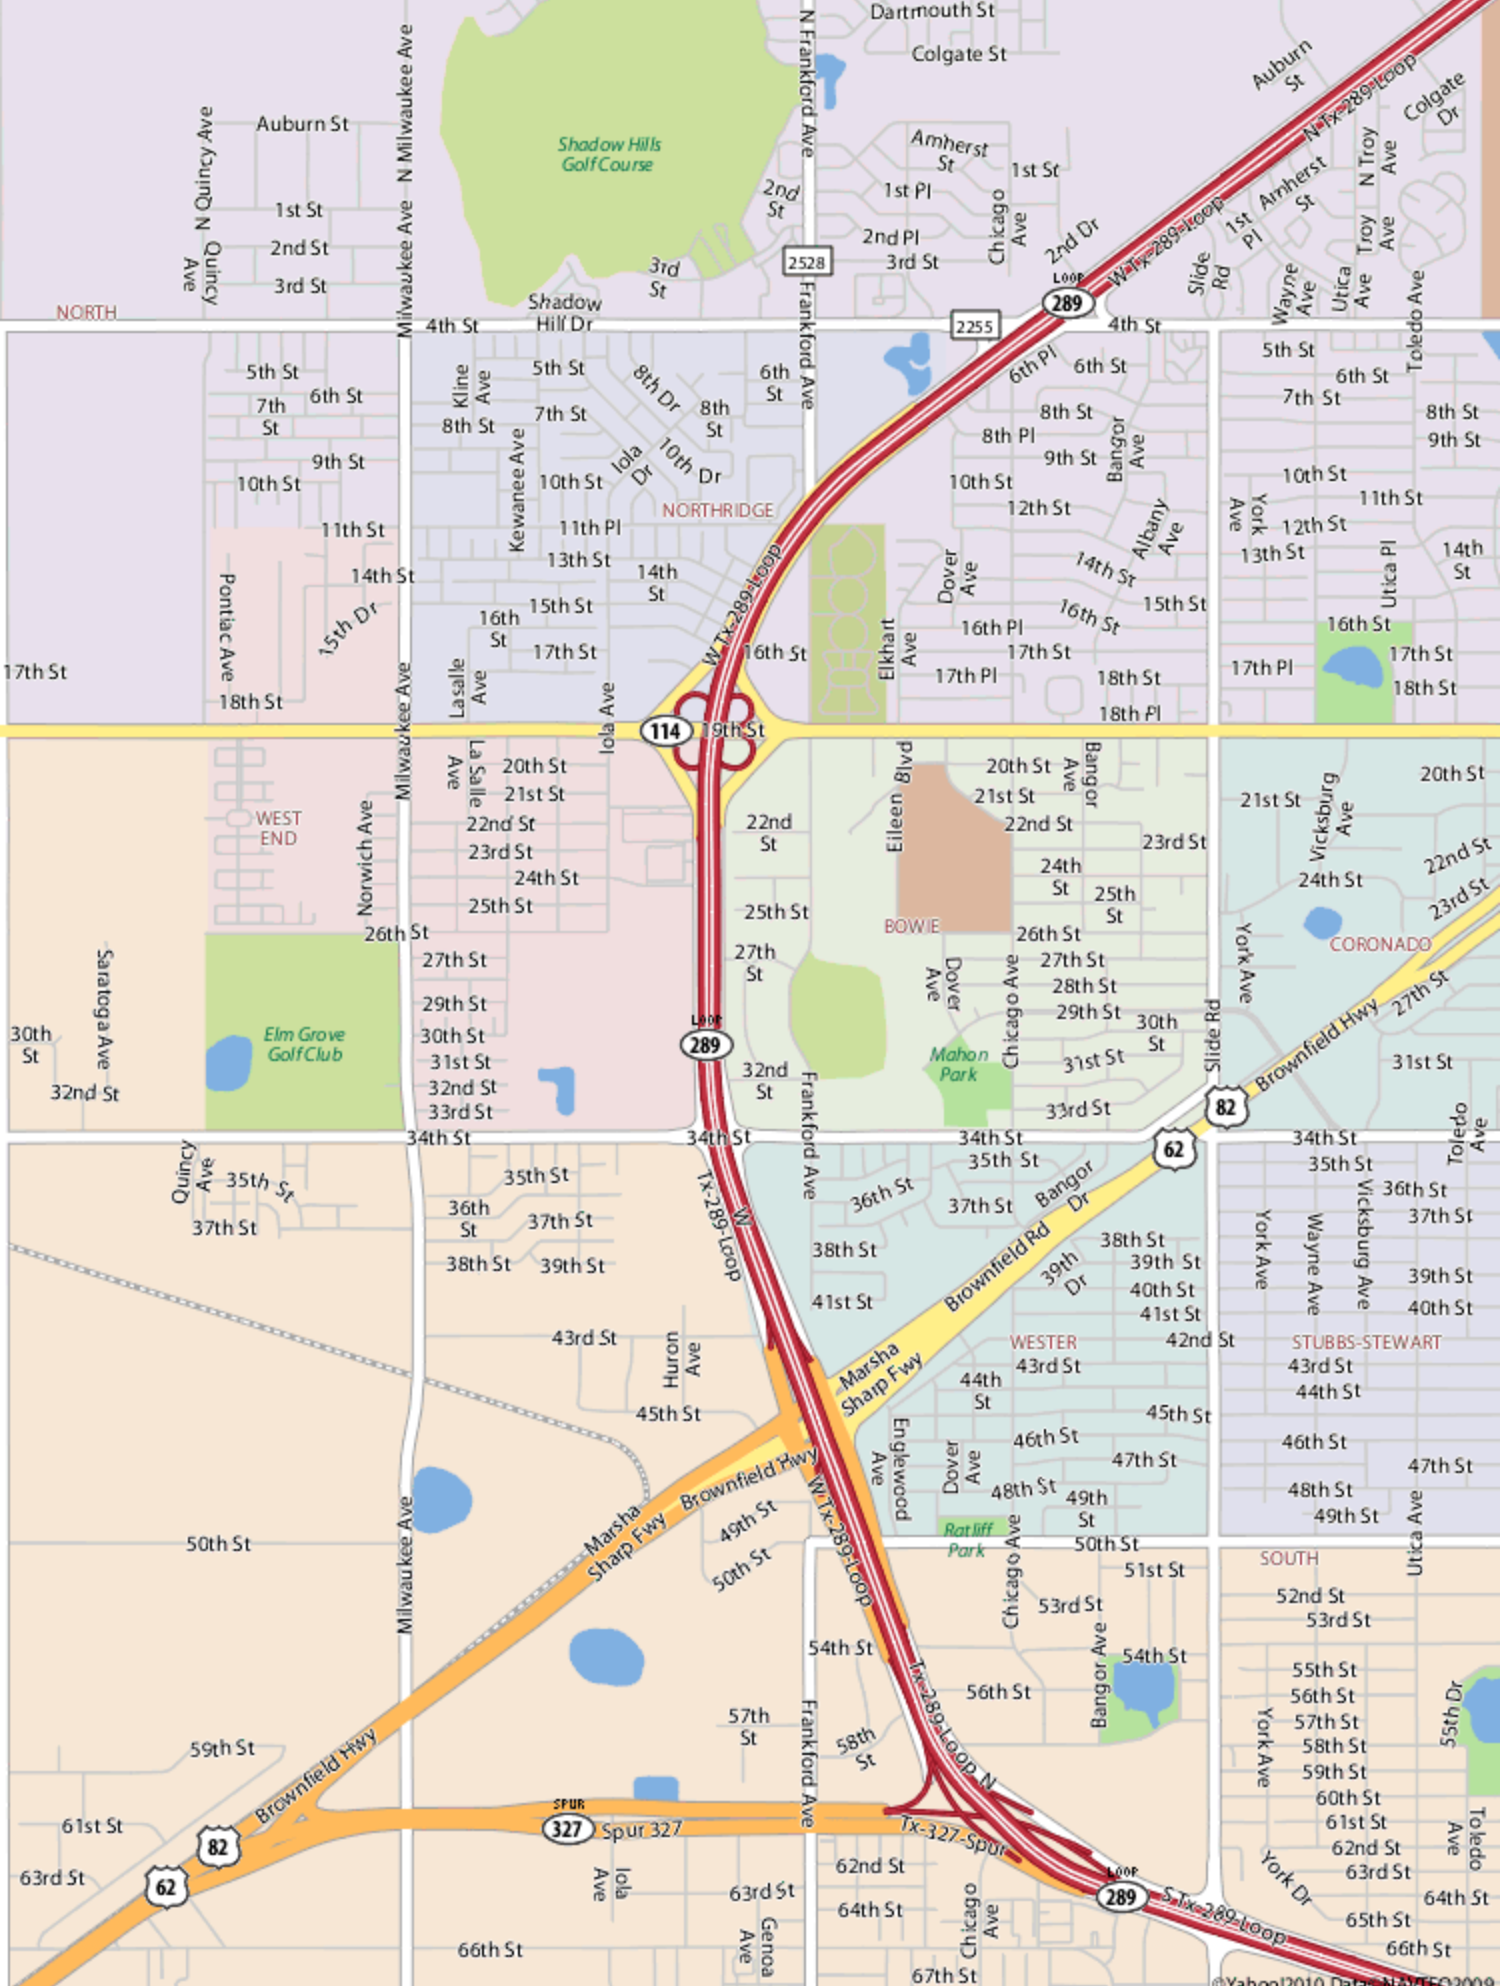 Dartmouth St
Colgate St
N Frankford Ave
N Milwaukee Ave
Auburn
St
N Tx-289-Loop
Colgate
Dr
N Quincy Ave
Auburn St
Shadow Hills
Golf Course
Amherst
St
1st St
N Troy
Ave
2nd
St
1st Pl
Chicago
Ave
Amherst
St
1st St
Milwaukee Ave
2nd Pl
3rd St
2nd Dr
W Tx-289-Loop
1st
Pl
Troy
Ave
2nd St
Quincy
Ave
3rd St
3rd
St
2528
LOOP
289
Slide
Rd
Wayne
Ave
Utica
Ave
Toledo Ave
NORTH
Shadow
Hill Dr
4th St
Frankford Ave
2255
4th St
5th St
6th St
7th
St
9th St
10th St
Kline
Ave
5th St
8th Dr
6th
St
7th St
8th
St
8th St
Kewanee Ave
Iola
Dr
10th Dr
10th St
NORTHRIDGE
11th Pl
6th Pl
6th St
8th St
8th Pl
Bangor
Ave
9th St
10th St
12th St
5th St
6th St
7th St
8th St
9th St
10th St
11th St
York
Ave
12th St
13th St
14th
St
Utica Pl
11th St
14th St
15th Dr
Pontiac Ave
17th St
18th St
13th St
14th
St
15th St
16th
St
17th St
Lasalle
Ave
Iola Ave
Milwaukee Ave
W Tx-289-Loop
16th St
Dover
Ave
Albany
Ave
14th St
15th St
16th St
16th Pl
Elkhart
Ave
17th St
17th Pl
18th St
18th Pl
16th St
17th St
17th Pl
18th St
114
19th St
WEST
END
Norwich Ave
La Salle
Ave
20th St
21st St
22nd St
23rd St
24th St
25th St
26th St
22nd
St
25th St
27th
St
Eileen Blvd
20th St
Bangor
Ave
21st St
22nd St
23rd St
24th
St
25th
St
BOWIE
26th St
20th St
21st St
Vicksburg
Ave
22nd St
24th St
23rd St
CORONADO
York Ave
27th St
Saratoga Ave
30th
St
32nd St
Elm Grove
Golf Club
27th St
29th St
30th St
31st St
32nd St
33rd St
LOOP
289
32nd
St
Dover
Ave
Chicago Ave
27th St
28th St
29th St
30th
St
31st St
Mahon
Park
33rd St
Slide Rd
Brownfield Hwy
31st St
82
62
34th St
34th St
34th St
34th St
Toledo
Ave
Quincy
Ave
35th St
37th St
35th St
36th
St
37th St
38th St
39th St
W
Tx-289-Loop
Frankford Ave
35th St
36th St
37th St
Bangor
Dr
38th St
41st St
Brownfield Rd
39th
Dr
38th St
39th St
40th St
41st St
42nd St
35th St
36th St
37th St
York Ave
Wayne Ave
Vicksburg Ave
39th St
40th St
43rd St
Huron
Ave
45th St
Marsha
Sharp Fwy
WESTER
43rd St
44th
St
45th St
46th St
47th St
48th St
49th
St
Englewood
Ave
Dover
Ave
STUBBS-STEWART
43rd St
44th St
46th St
47th St
48th St
49th St
Utica Ave
50th St
Milwaukee Ave
Marsha
Sharp Fwy
Brownfield Hwy
49th St
50th St
W Tx-289-Loop
Ratliff
Park
Chicago Ave
50th St
51st St
53rd St
SOUTH
52nd St
53rd St
54th St
Tx-289-Loop N
56th St
Bangor Ave
54th St
55th St
56th St
57th St
58th St
59th St
60th St
61st St
62nd St
63rd St
64th St
65th St
66th St
York Ave
55th Dr
Toledo
Ave
York Dr
57th
St
58th
St
Frankford Ave
59th St
Brownfield Hwy
61st St
63rd St
82
62
SPUR
327
Spur 327
Tx-327-Spur
Iola
Ave
63rd St
Genoa
Ave
66th St
62nd St
64th St
Chicago
Ave
67th St
LOOP
289
S Tx-289-Loop
©Yahoo!2010, Data© NAVTEQ2009